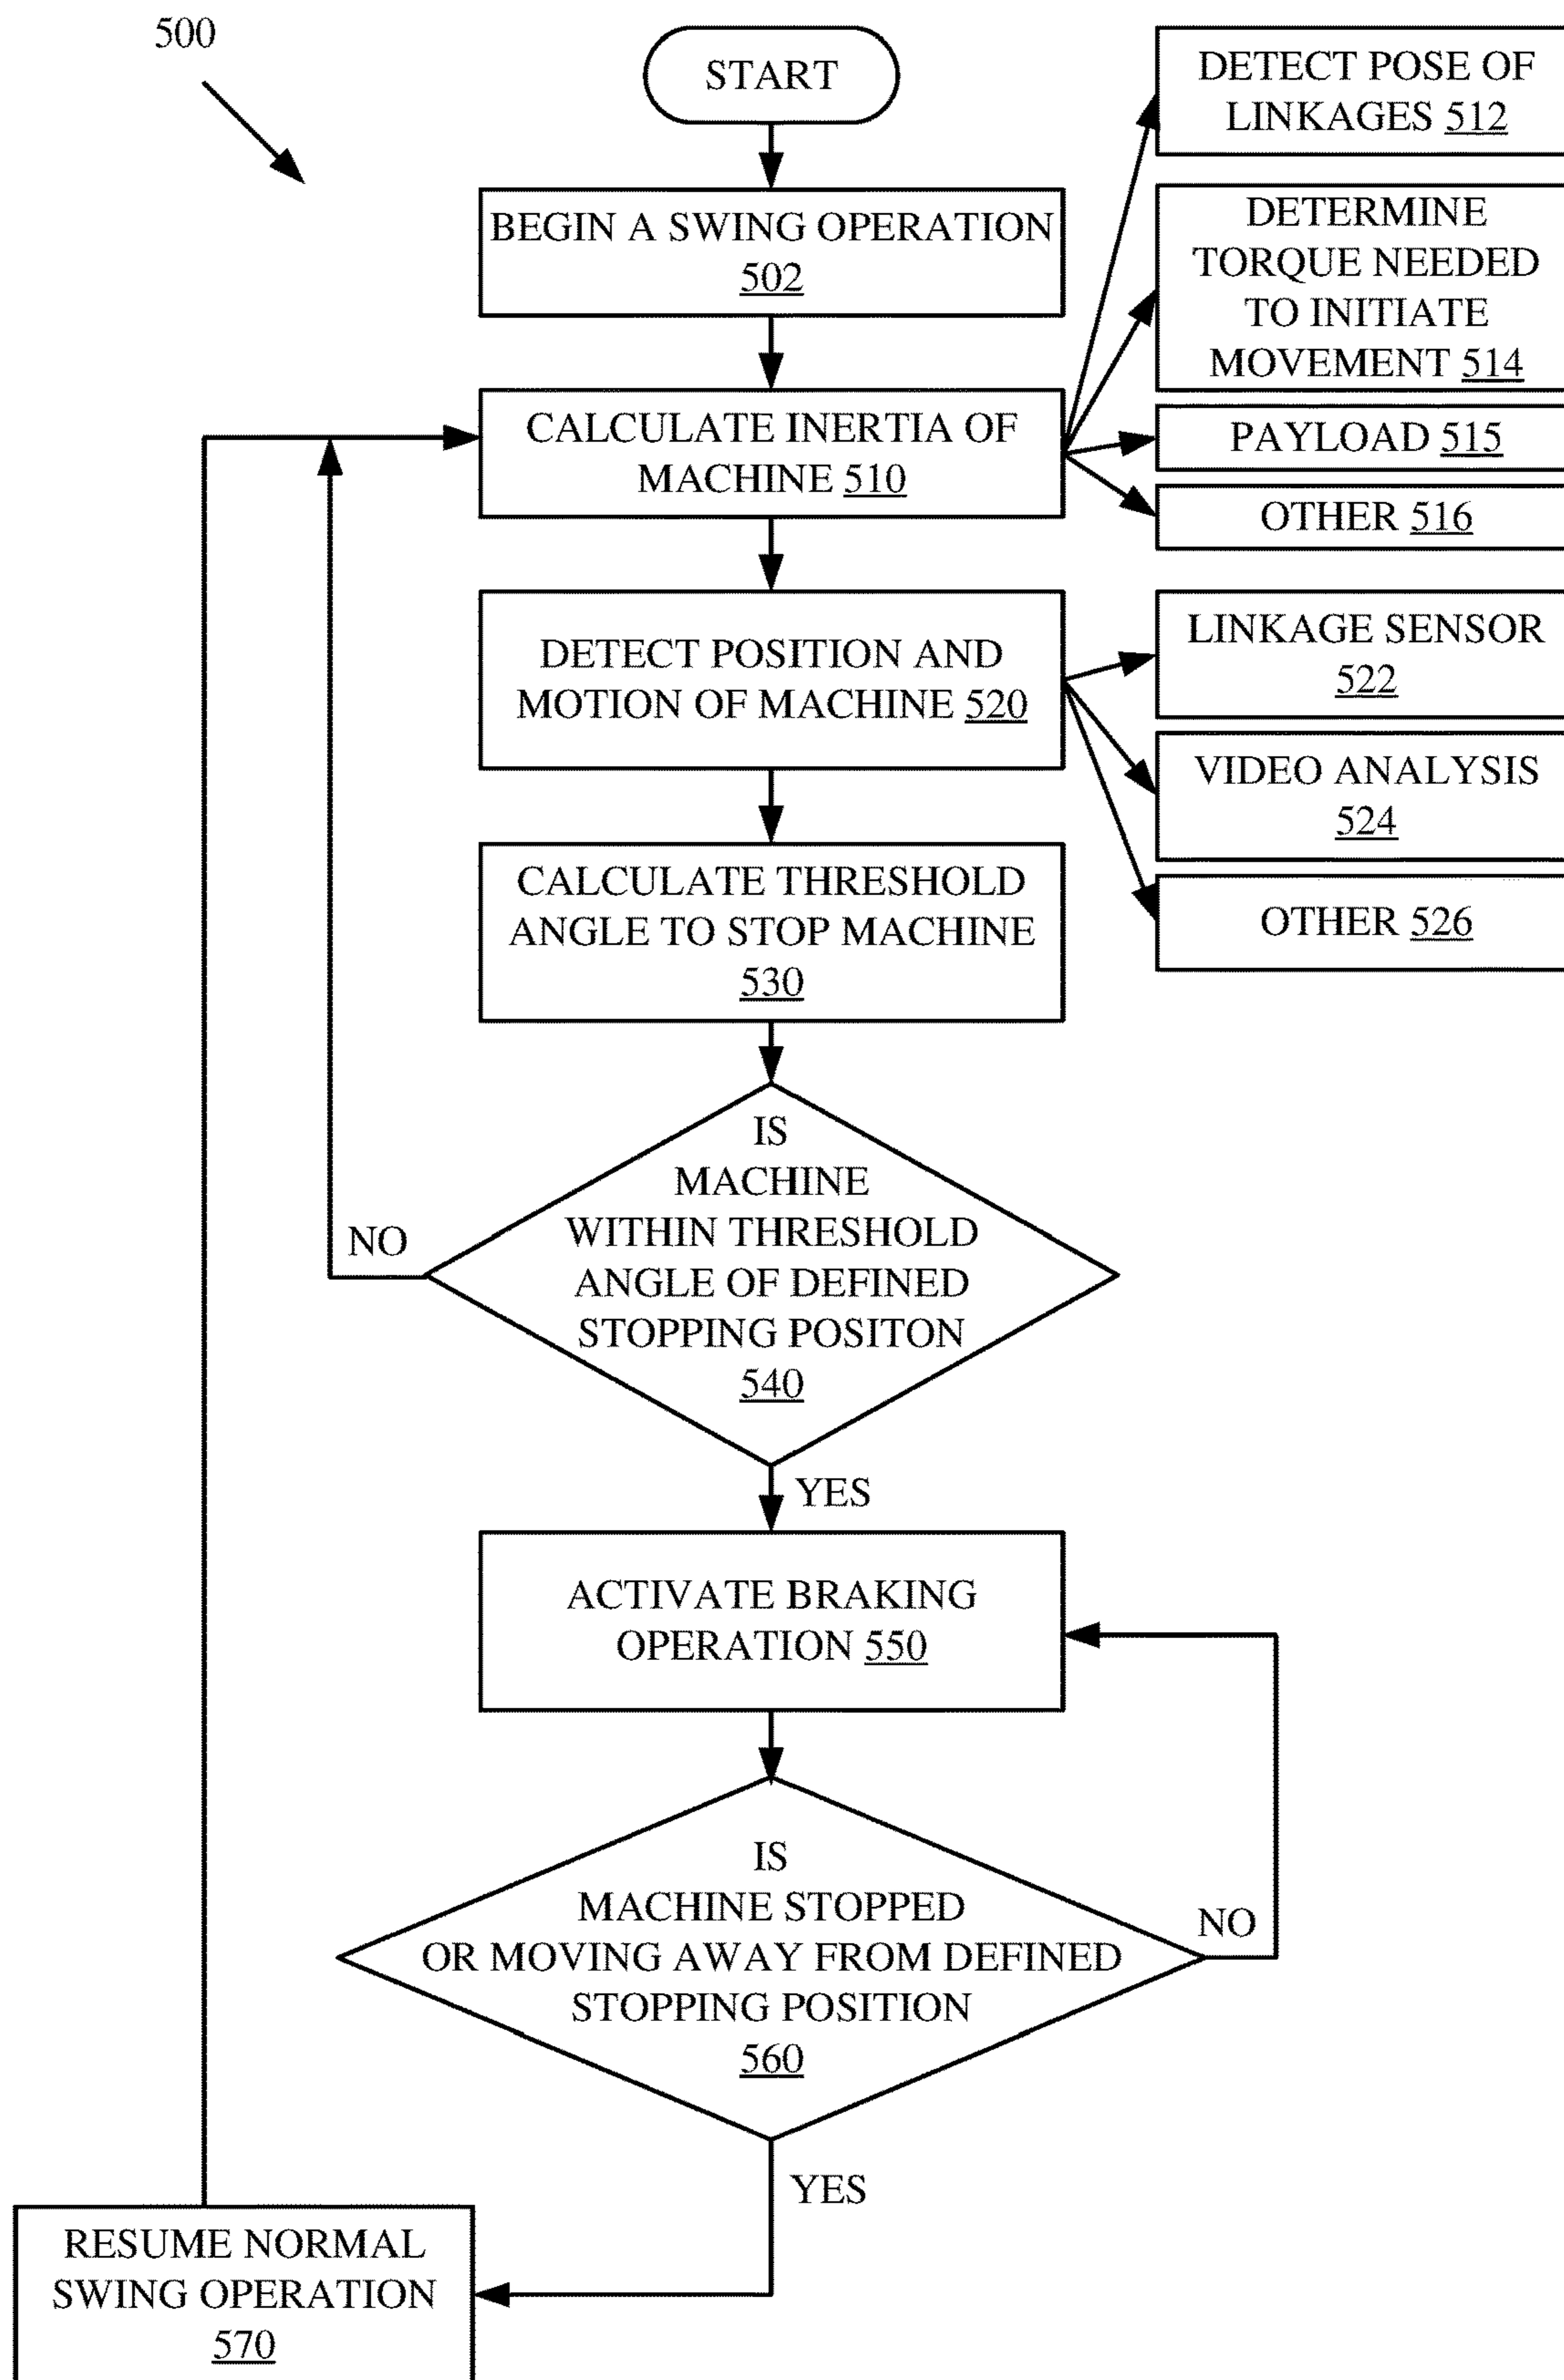 500
START
BEGIN A SWING OPERATION
502
CALCULATE INERTIA OF
MACHINE 510
DETECT POSE OF
LINKAGES 512
DETERMINE
TORQUE NEEDED
TO INITIATE
MOVEMENT 514
PAYLOAD 515
OTHER 516
DETECT POSITION AND
MOTION OF MACHINE 520
LINKAGE SENSOR
522
VIDEO ANALYSIS
524
OTHER 526
CALCULATE THRESHOLD
ANGLE TO STOP MACHINE
530
IS
MACHINE
WITHIN THRESHOLD
ANGLE OF DEFINED
STOPPING POSITON
540
NO
YES
ACTIVATE BRAKING
OPERATION 550
IS
MACHINE STOPPED
OR MOVING AWAY FROM DEFINED
STOPPING POSITION
560
NO
YES
RESUME NORMAL
SWING OPERATION
570